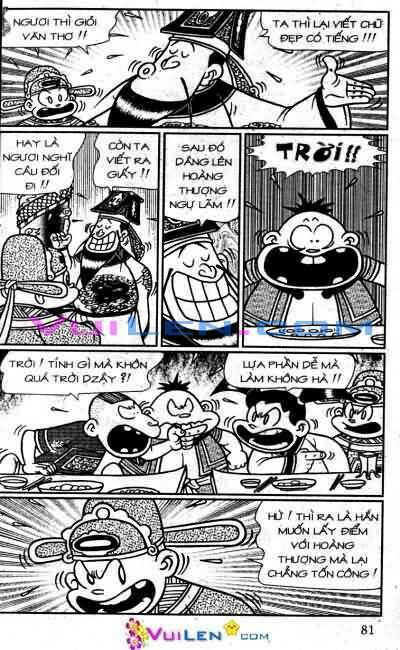 NGƯƠI THÌ GIỎI
VĂN THƠ !!
TA THÌ LẠI VIẾT CHỮ
ĐẸP CÓ TIẾNG !!!
HAY LÀ
NGƯƠI NGHĨ
CÂU ĐỐI
ĐI !!
CÒN TA
VIẾT RA
GIẤY !!
SAU ĐÓ
DÂNG LÊN
HOÀNG
THƯỢNG
NGỰ LÃM !!
TRỜI!!
VUILEN.COM
TRỜI ! TÍNH GÌ MÀ KHÔN
QUÁ TRỜI DZẬY ?!
LỰA PHẦN DỄ MÀ
LÀM KHÔNG HÀ !!
HỨ ! THÌ RA LÀ HẮN
MUỐN LẤY ĐIỂM
VỚI HOÀNG
THƯỢNG MÀ LẠI
CHẲNG TỐN CÔNG !
81
VUILEN.COM